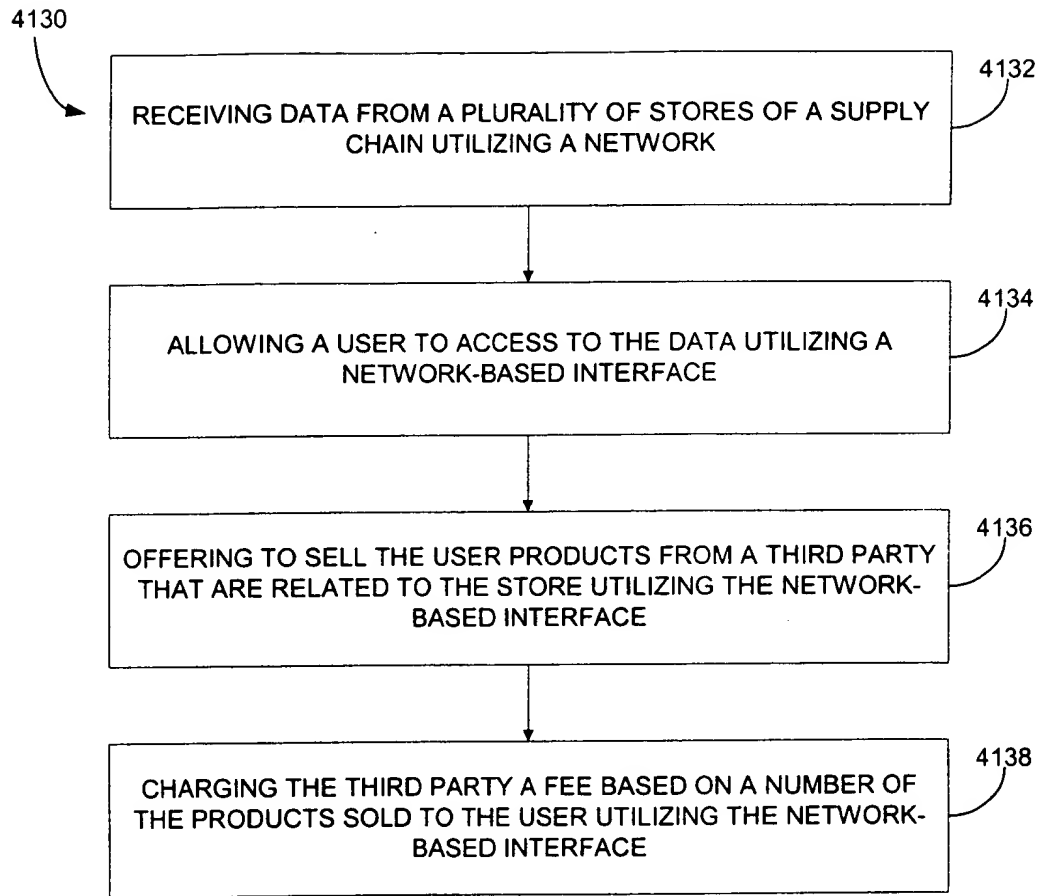 4130
4132
RECEIVING DATA FROM A PLURALITY OF STORES OF A SUPPLY
CHAIN UTILIZING A NETWORK
4134
ALLOWING A USER TO ACCESS TO THE DATA UTILIZING A
NETWORK-BASED INTERFACE
4136
OFFERING TO SELL THE USER PRODUCTS FROM A THIRD PARTY
THAT ARE RELATED TO THE STORE UTILIZING THE NETWORK-
BASED INTERFACE
4138
CHARGING THE THIRD PARTY A FEE BASED ON A NUMBER OF
THE PRODUCTS SOLD TO THE USER UTILIZING THE NETWORK-
BASED INTERFACE